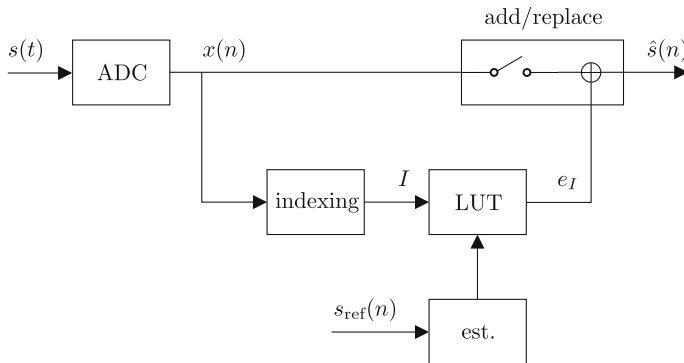 add/replace
s(t)
ADC
x(n)
ŝ(n)
indexing
I
LUT
e_I
s_ref(n)
est.